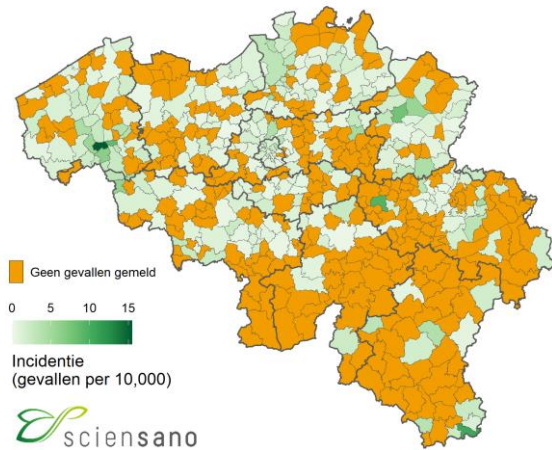 Geen gevallen gemeld
0 5 10 15
Incidentie
(gevallen per 10,000)
sciensano